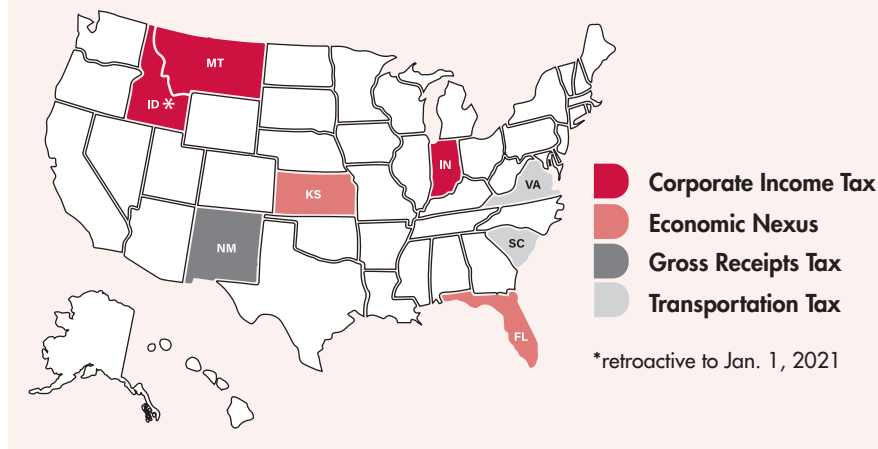 MT
ID *
IN
KS
VA
NM
SC
FL
Corporate Income Tax
Economic Nexus
Gross Receipts Tax
Transportation Tax
*retroactive to Jan. 1, 2021